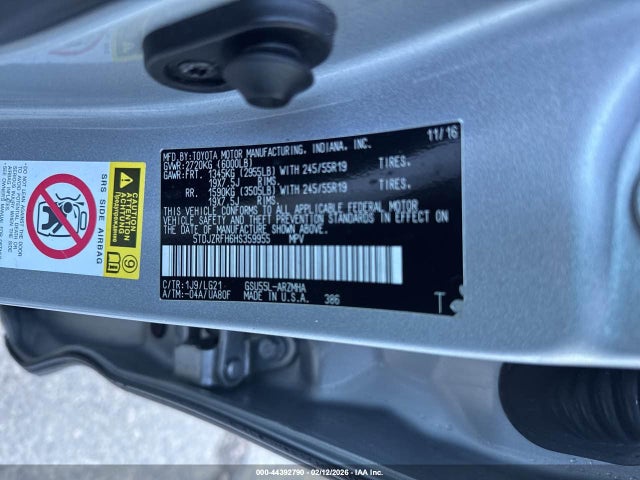 MFD.BY:TOYOTA MOTOR MANUFACTURING, INDIANA, INC. 11/16
GVWR:2720KG (6000LB)
GAWR:FRT. 1345KG (2955LB) WITH 245/55R19 TIRES,
19X7.5J RIMS,
RR. 1590KG (3505LB) WITH 245/55R19 TIRES,
19X7.5J RIMS,
THIS VEHICLE CONFORMS TO ALL APPLICABLE FEDERAL MOTOR
VEHICLE SAFETY STANDARDS IN EFFECT ON
THE DATE OF MANUFACTURE SHOWN ABOVE.
5TDJZRFH6HS359955 MPV
C/TR:1J9/LG21 GSU55L-ARZMHA
A/TM:-04A/UA80F MADE IN U.S.A. 386
T
SRS SIDE AIRBAG
ATTENTION
ACHTUNG
CAUTION
9
000-44392790 - 02/12/2026 - IAA Inc.